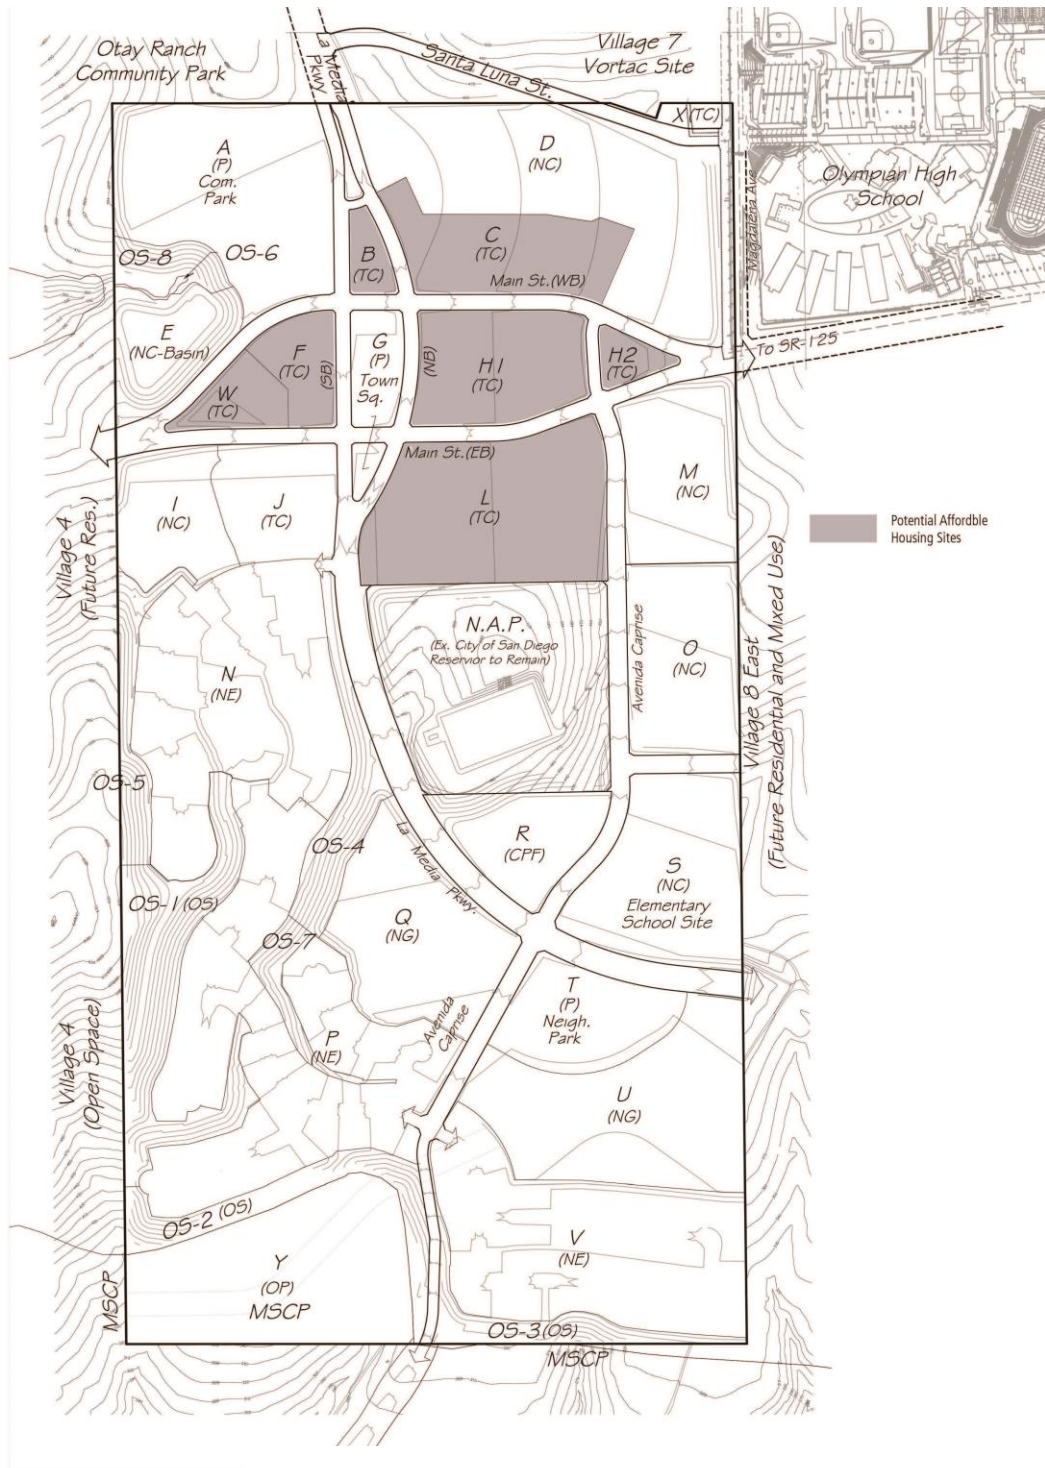 Otay Ranch
Community Park
La Media
Pkwy
Santa Luna St.
Village 7
Vortac Site
X (TC)
A
(P)
Com.
Park
D
(NC)
Olympian High
School
Magdalena Ave
OS-8
OS-6
B
(TC)
C
(TC)
Main St.(WB)
E
(NC-Basin)
F
(TC)
(SB)
G
(P)
Town
Sq.
(NB)
H1
(TC)
H2
(TC)
To SR-125
W
(TC)
Main St.(EB)
I
(NC)
J
(TC)
L
(TC)
M
(NC)
Potential Affordble
Housing Sites
Village 4
(Future Res.)
N.A.P.
(Ex. City of San Diego
Reservior to Remain)
Avenida Caprise
O
(NC)
Village 8 East
(Future Residential and Mixed Use)
N
(NE)
OS-5
OS-4
La Media Pkwy.
R
(CPF)
S
(NC)
Elementary
School Site
OS-1 (OS)
Q
(NG)
OS-7
T
(P)
Neigh.
Park
Avenida
Caprise
P
(NE)
Village 4
(Open Space)
U
(NG)
OS-2 (OS)
V
(NE)
Y
(OP)
MSCP
MSCP
OS-3 (OS)
MSCP